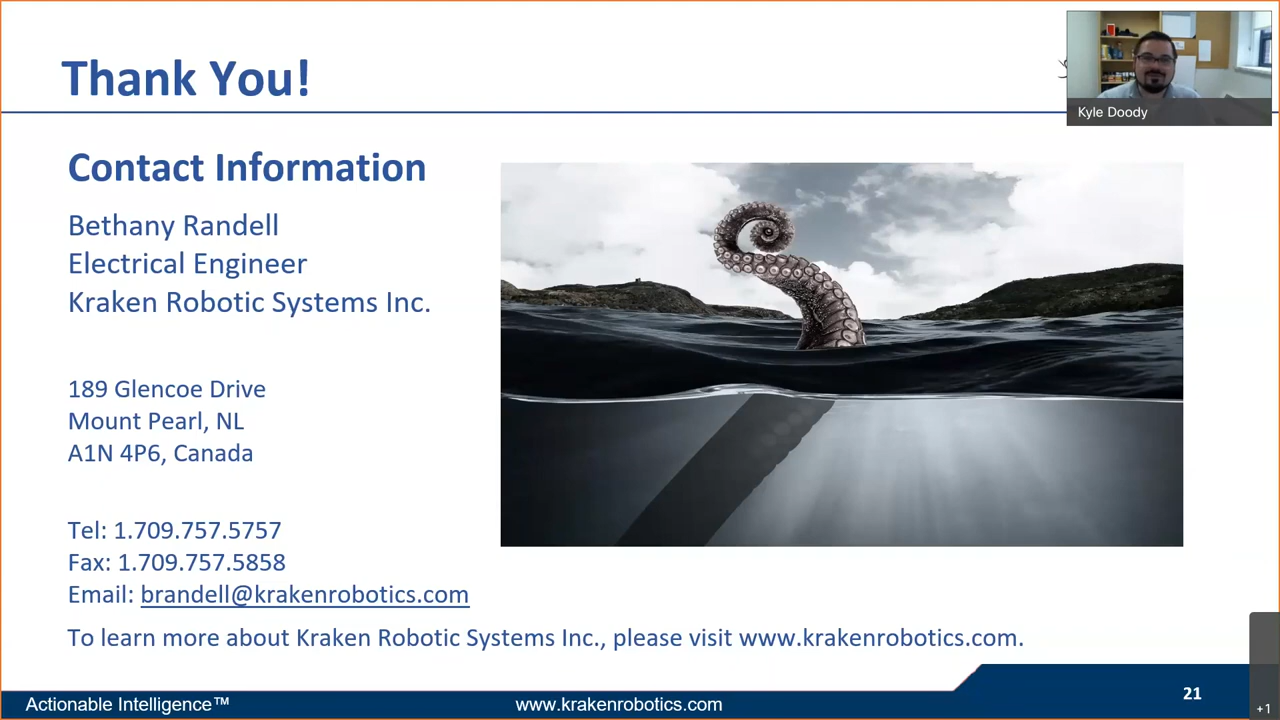 Thank You!
Kyle Doody
Contact Information
Bethany Randell
Electrical Engineer
Kraken Robotic Systems Inc.
189 Glencoe Drive
Mount Pearl, NL
A1N 4P6, Canada
Tel: 1.709.757.5757
Fax: 1.709.757.5858
Email: brandell@krakenrobotics.com
To learn more about Kraken Robotic Systems Inc., please visit www.krakenrobotics.com.
Actionable Intelligence™
www.krakenrobotics.com
21
+1